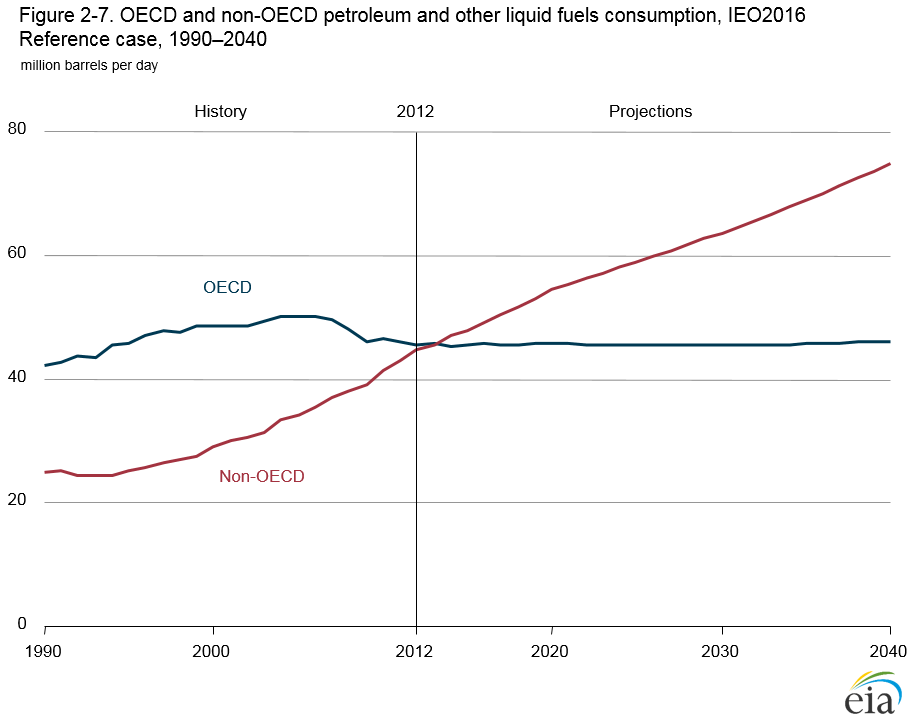 Figure 2-7. OECD and non-OECD petroleum and other liquid fuels consumption, IEO2016
Reference case, 1990–2040
million barrels per day
History
2012
Projections
80
60
OECD
40
Non-OECD
20
0
1990
2000
2012
2020
2030
2040
eia